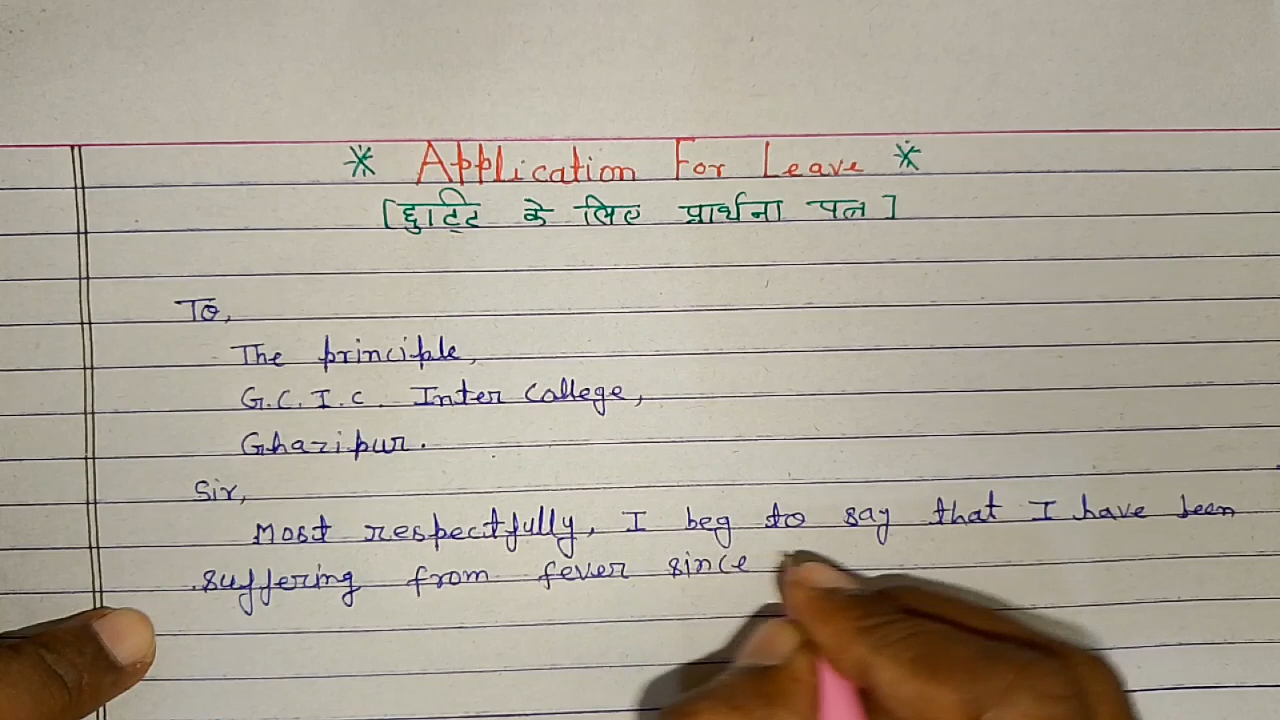 * Application For Leave *
[छुट्टि के लिए प्रार्थना पत्र]
To,
The principle,
G.C.I.C. Inter College,
Ghazipur.
Sir,
Most respectfully, I beg to say that I have been
suffering from fever since